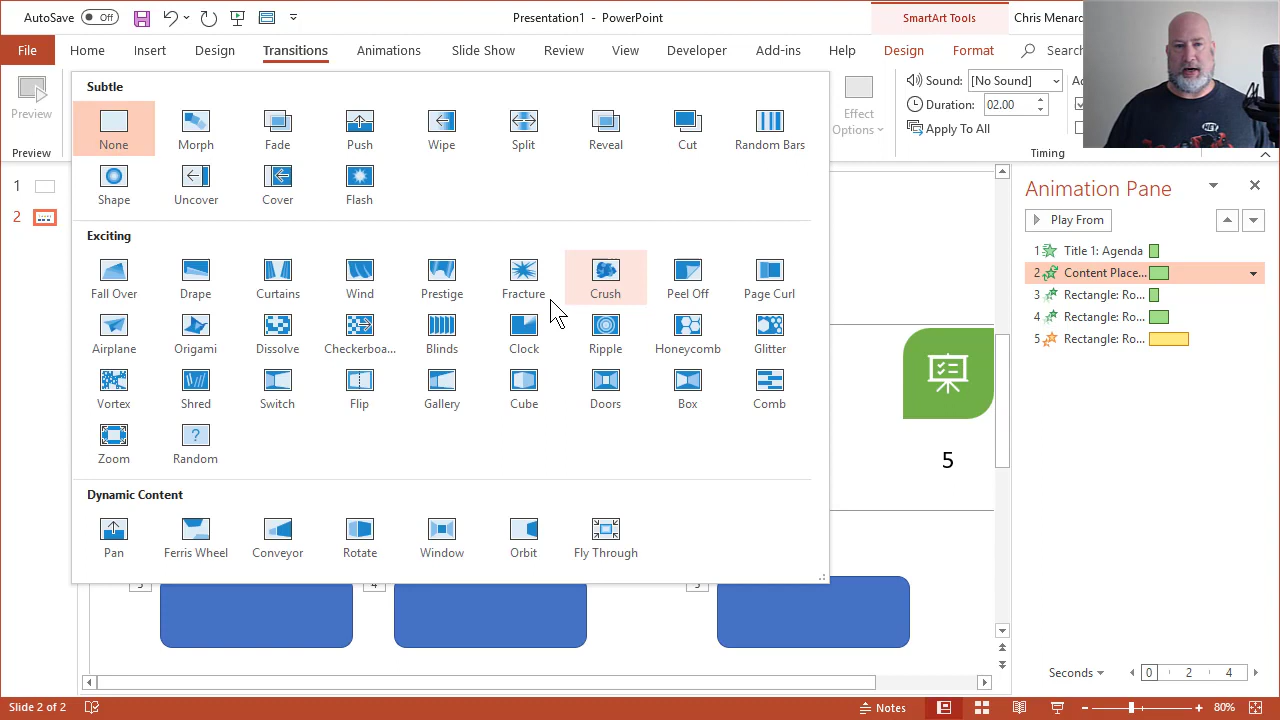 AutoSave Off Presentation1 - PowerPoint SmartArt Tools Chris Menard
File Home Insert Design Transitions Animations Slide Show Review View Developer Add-ins Help Design Format Search
Preview
Preview
Subtle
None Morph Fade Push Wipe Split Reveal Cut Random Bars
Shape Uncover Cover Flash
Exciting
Fall Over Drape Curtains Wind Prestige Fracture Crush Peel Off Page Curl
Airplane Origami Dissolve Checkerboa... Blinds Clock Ripple Honeycomb Glitter
Vortex Shred Switch Flip Gallery Cube Doors Box Comb
Zoom Random
Dynamic Content
Pan Ferris Wheel Conveyor Rotate Window Orbit Fly Through
Effect
Options
Sound: [No Sound]
Duration: 02.00
Apply To All
Timing
1
2
5
Animation Pane
Play From
1 Title 1: Agenda
2 Content Place...
3 Rectangle: Ro...
4 Rectangle: Ro...
5 Rectangle: Ro...
Seconds 0 2 4
Slide 2 of 2 Notes 80%